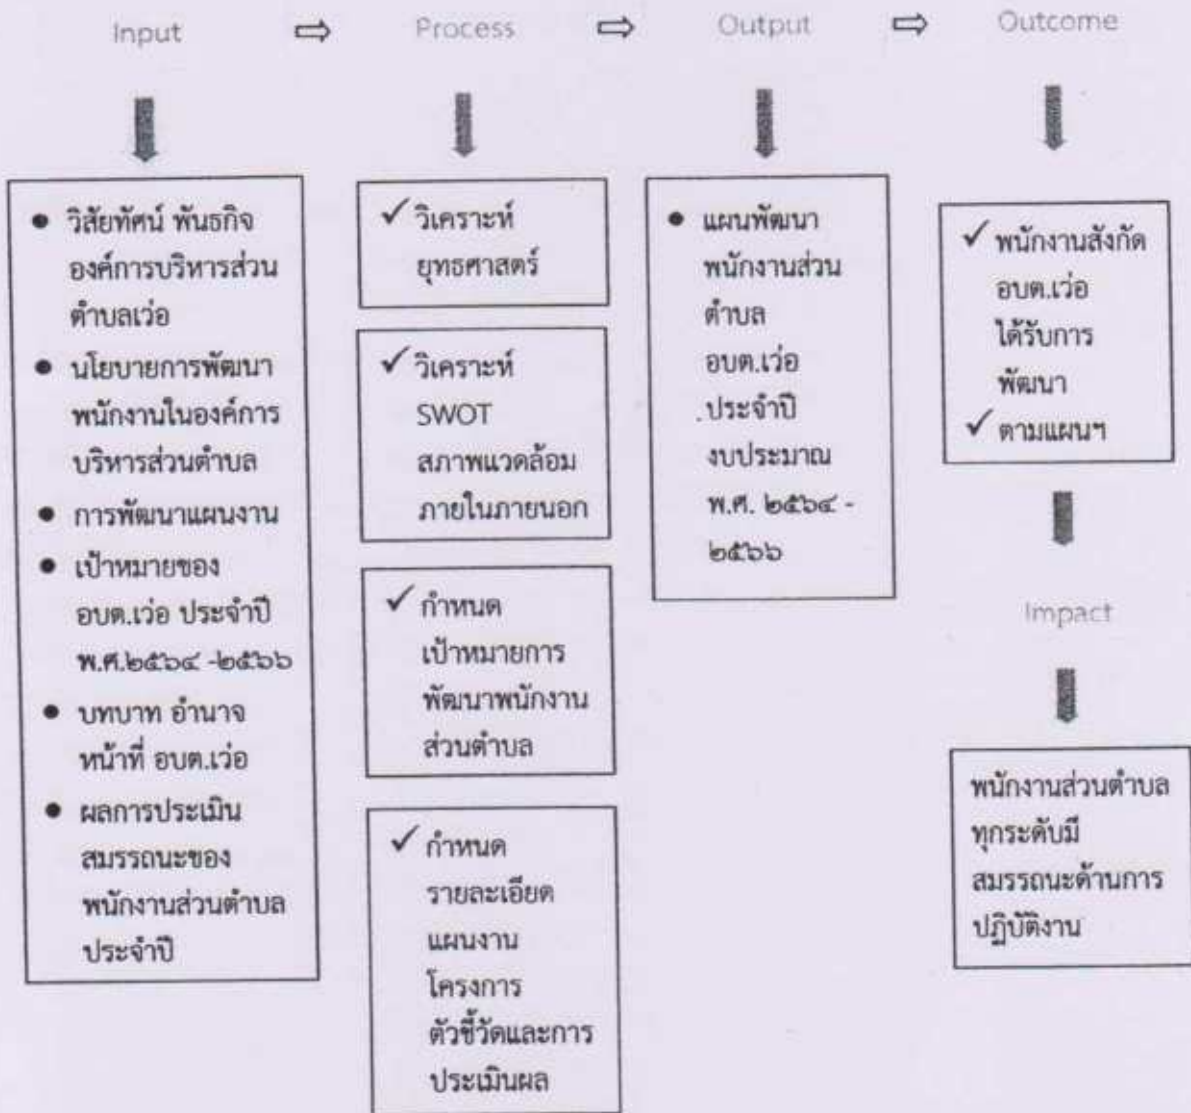 Input ⇨ Process ⇨ Output ⇨ Outcome
• วิสัยทัศน์ พันธกิจ
องค์การบริหารส่วน
ตำบลเว่อ
• นโยบายการพัฒนา
พนักงานในองค์การ
บริหารส่วนตำบล
• การพัฒนาแผนงาน
• เป้าหมายของ
อบต.เว่อ ประจำปี
พ.ศ.๒๕๖๔ -๒๕๖๖
• บทบาท อำนาจ
หน้าที่ อบต.เว่อ
• ผลการประเมิน
สมรรถนะของ
พนักงานส่วนตำบล
ประจำปี
✓ วิเคราะห์
ยุทธศาสตร์
✓ วิเคราะห์
SWOT
สภาพแวดล้อม
ภายในภายนอก
✓ กำหนด
เป้าหมายการ
พัฒนาพนักงาน
ส่วนตำบล
✓ กำหนด
รายละเอียด
แผนงาน
โครงการ
ตัวชี้วัดและการ
ประเมินผล
• แผนพัฒนา
พนักงานส่วน
ตำบล
อบต.เว่อ
ประจำปี
งบประมาณ
พ.ศ. ๒๕๖๔ -
๒๕๖๖
✓ พนักงานสังกัด
อบต.เว่อ
ได้รับการ
พัฒนา
✓ ตามแผนฯ
Impact
พนักงานส่วนตำบล
ทุกระดับมี
สมรรถนะด้านการ
ปฏิบัติงาน